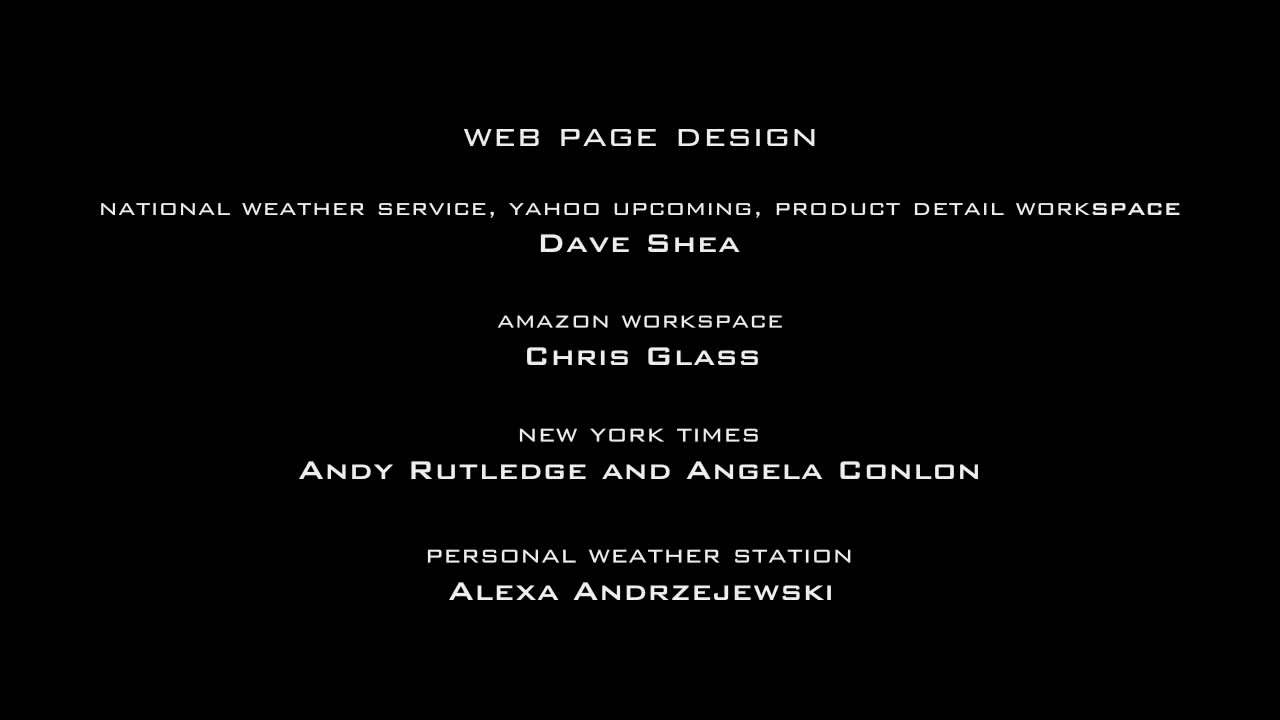 WEB PAGE DESIGN
NATIONAL WEATHER SERVICE, YAHOO UPCOMING, PRODUCT DETAIL WORKSPACE
DAVE SHEA
AMAZON WORKSPACE
CHRIS GLASS
NEW YORK TIMES
ANDY RUTLEDGE AND ANGELA CONLON
PERSONAL WEATHER STATION
ALEXA ANDRZEJEWSKI